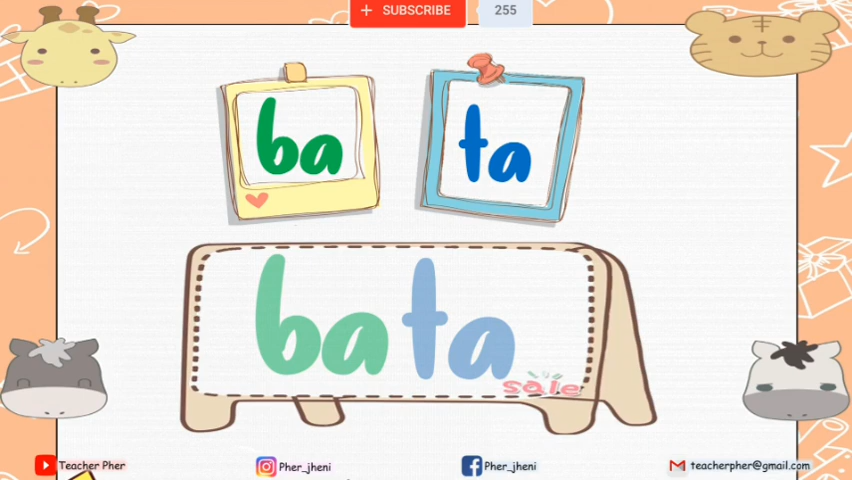 + SUBSCRIBE 255
ba ta
bata
sale
Teacher Pher Pher_jheni Pher_jheni teacherpher@gmail.com